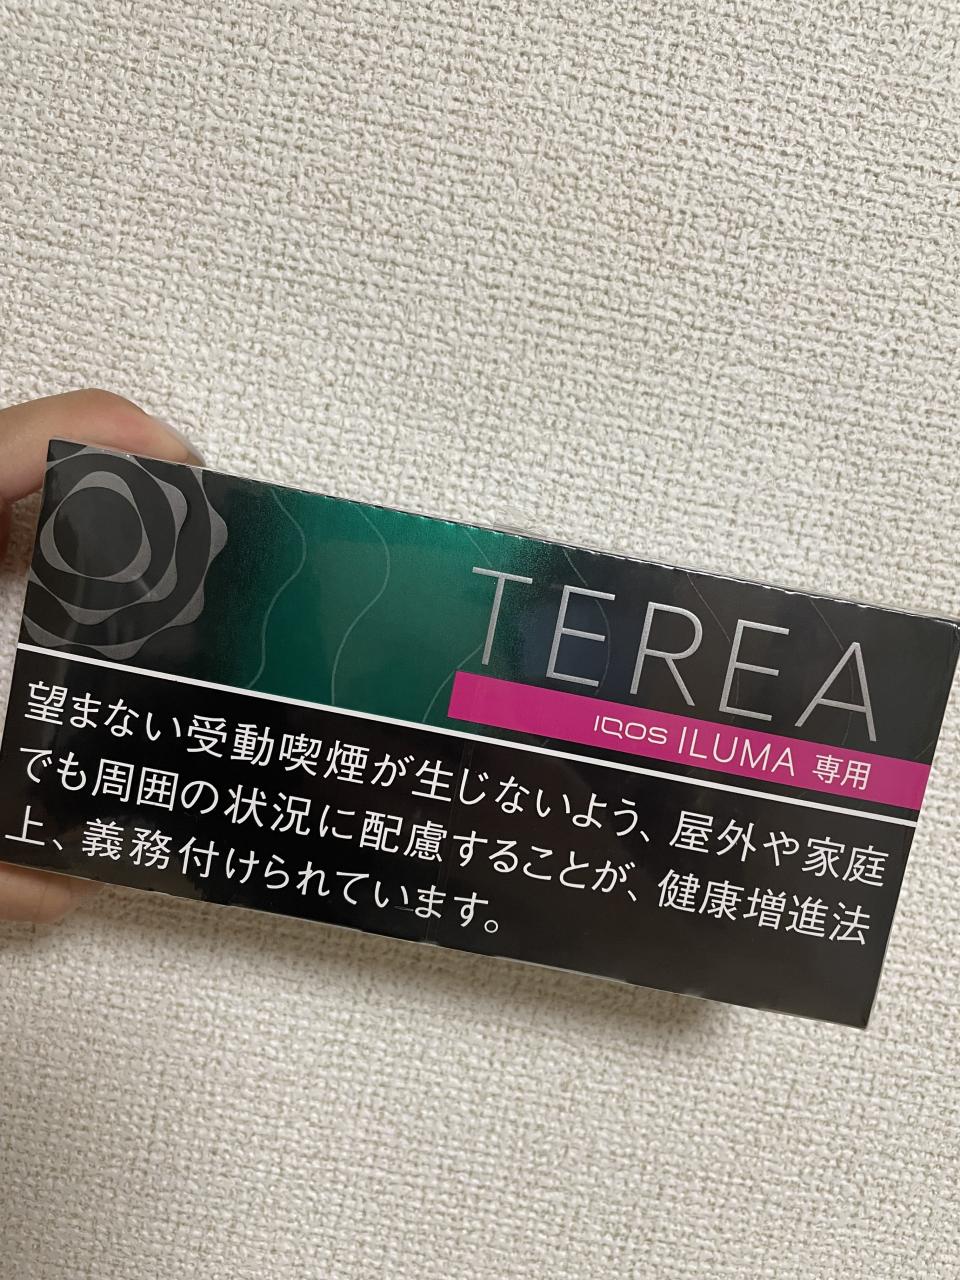 TEREA
IQOS ILUMA 専用
望まない受動喫煙が生じないよう、屋外や家庭
でも周囲の状況に配慮することが、健康増進法
上、義務付けられています。